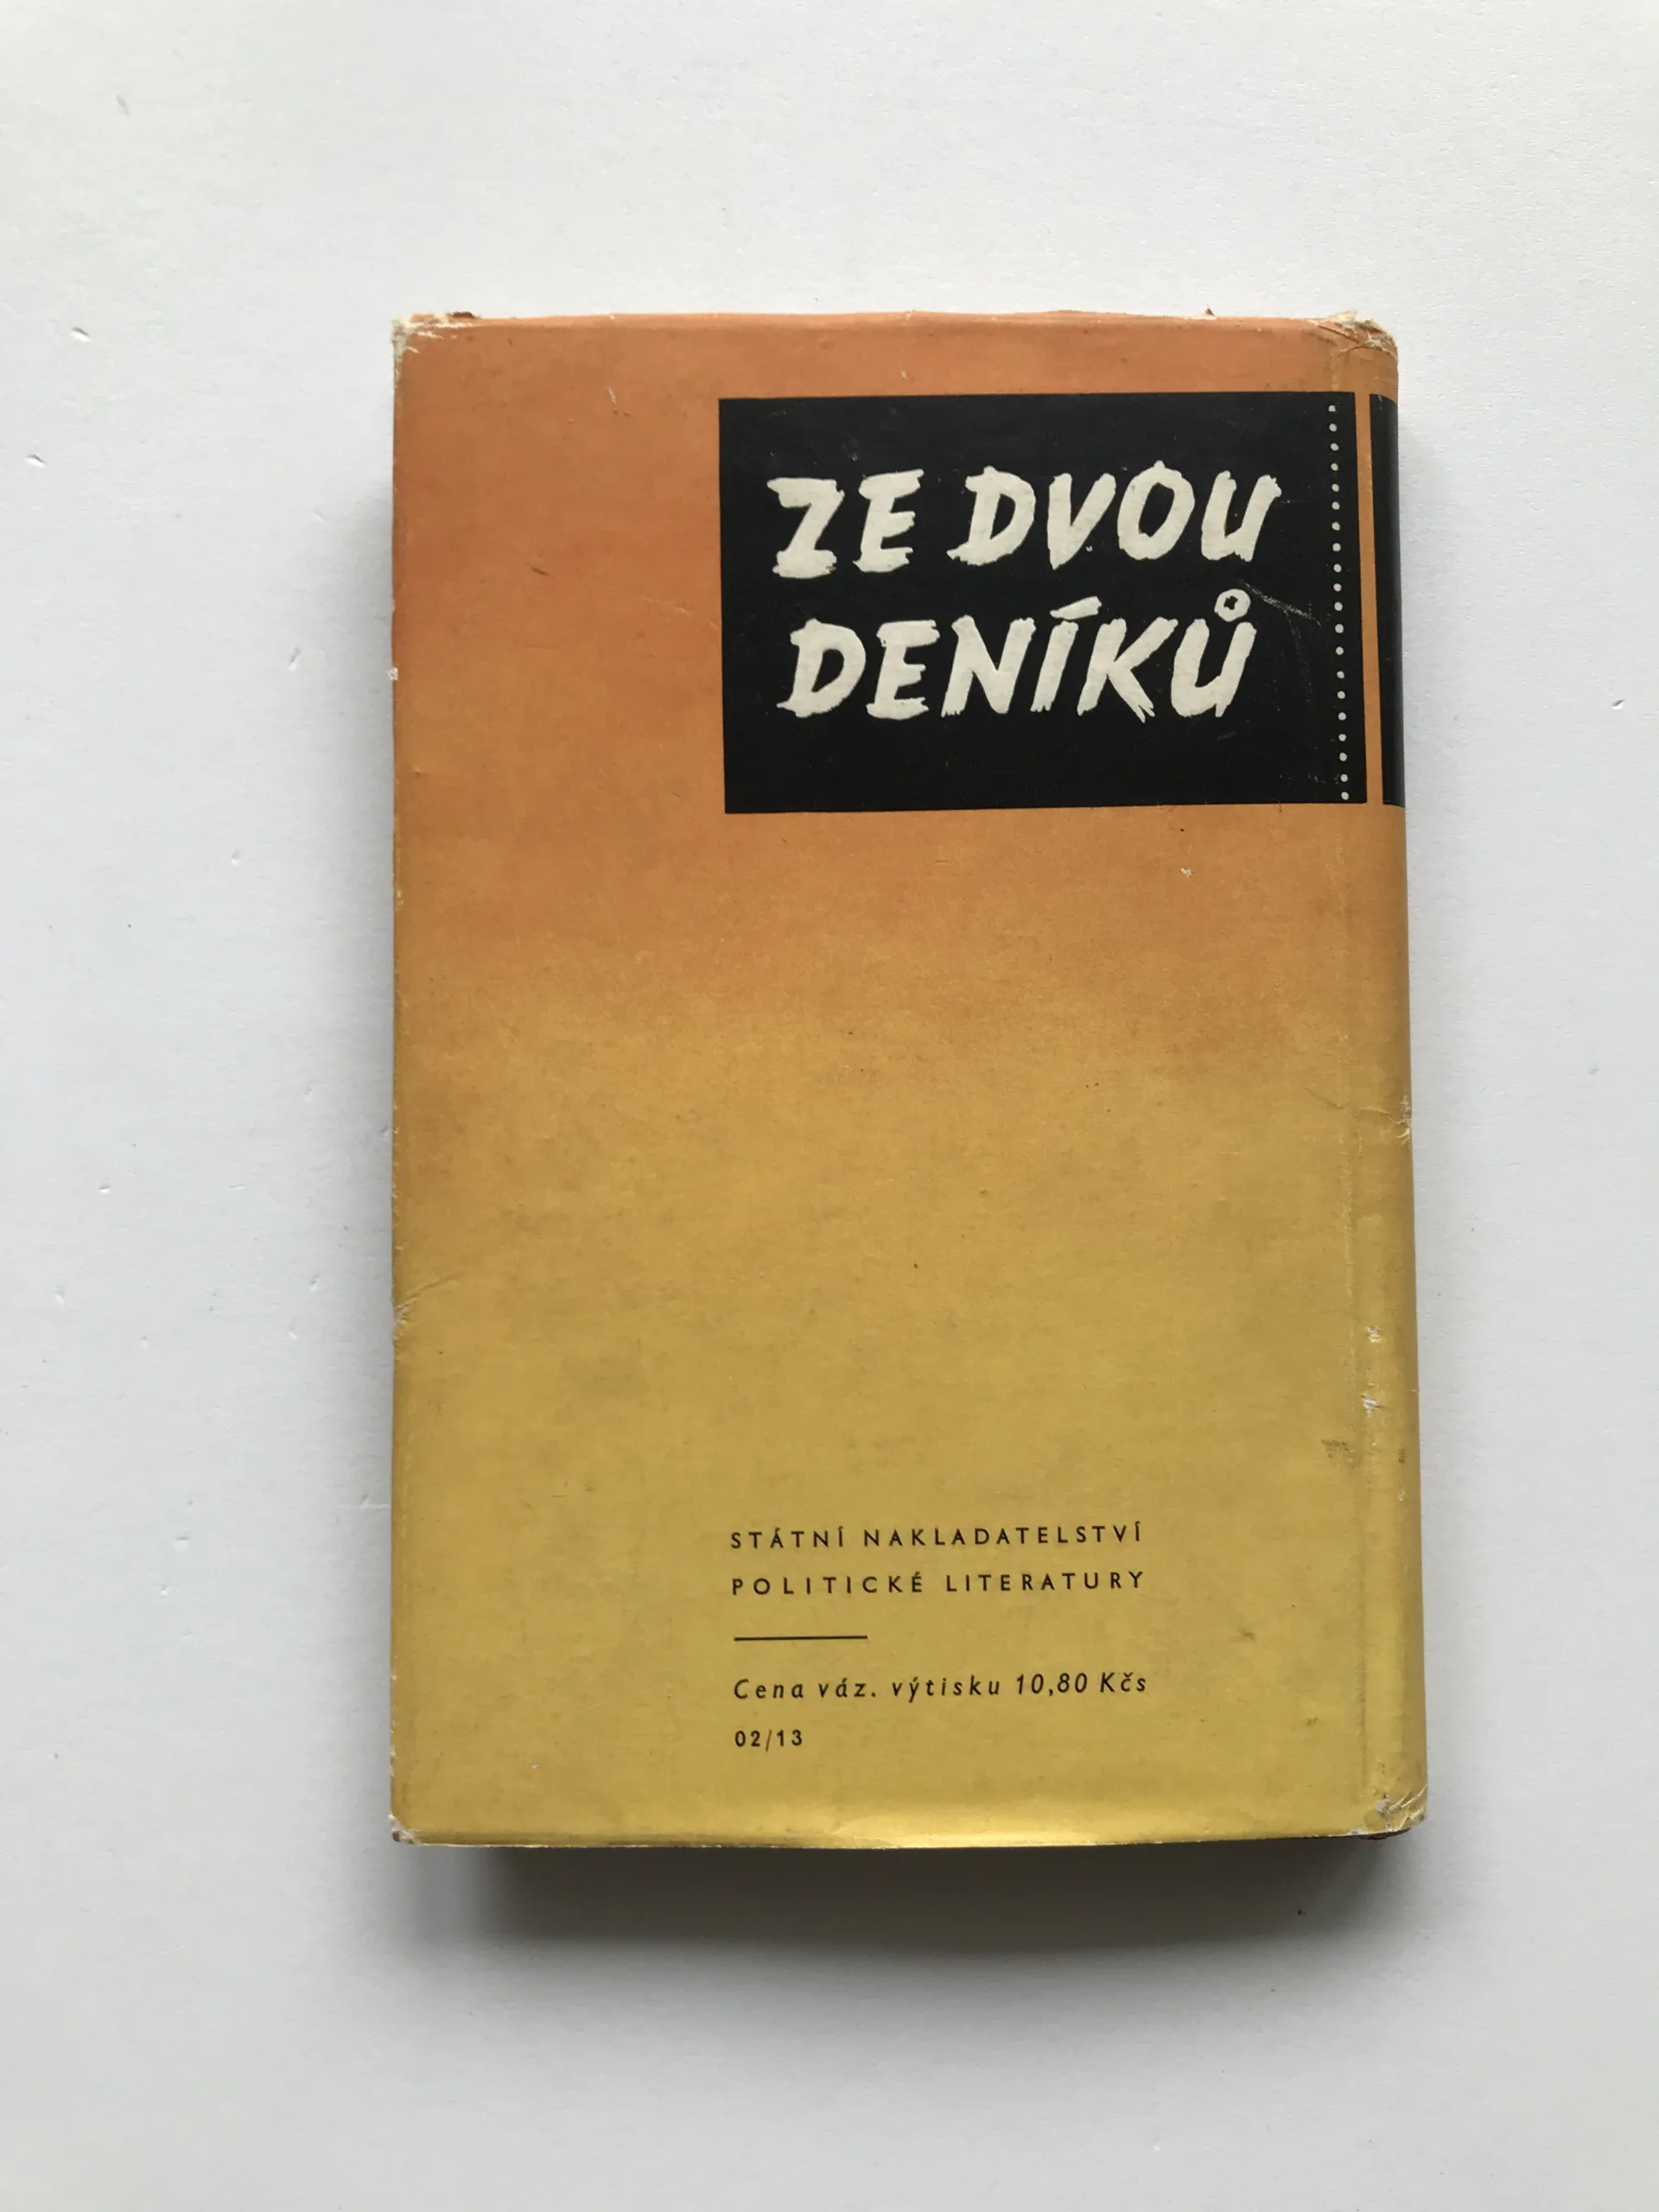 ZE DVOU
DENÍKŮ
STÁTNÍ NAKLADATELSTVÍ
POLITICKÉ LITERATURY
Cena váz. výtisku 10,80 Kčs
02/13